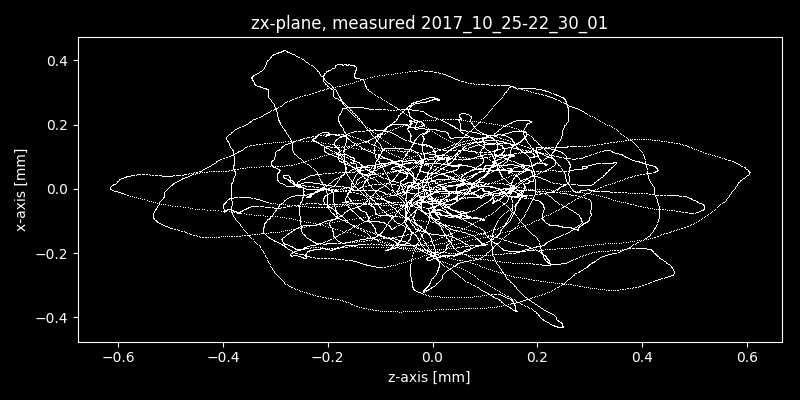 zx-plane, measured 2017_10_25-22_30_01
0.4
0.2
0.0
−0.2
−0.4
x-axis [mm]
−0.6 −0.4 −0.2 0.0 0.2 0.4 0.6
z-axis [mm]